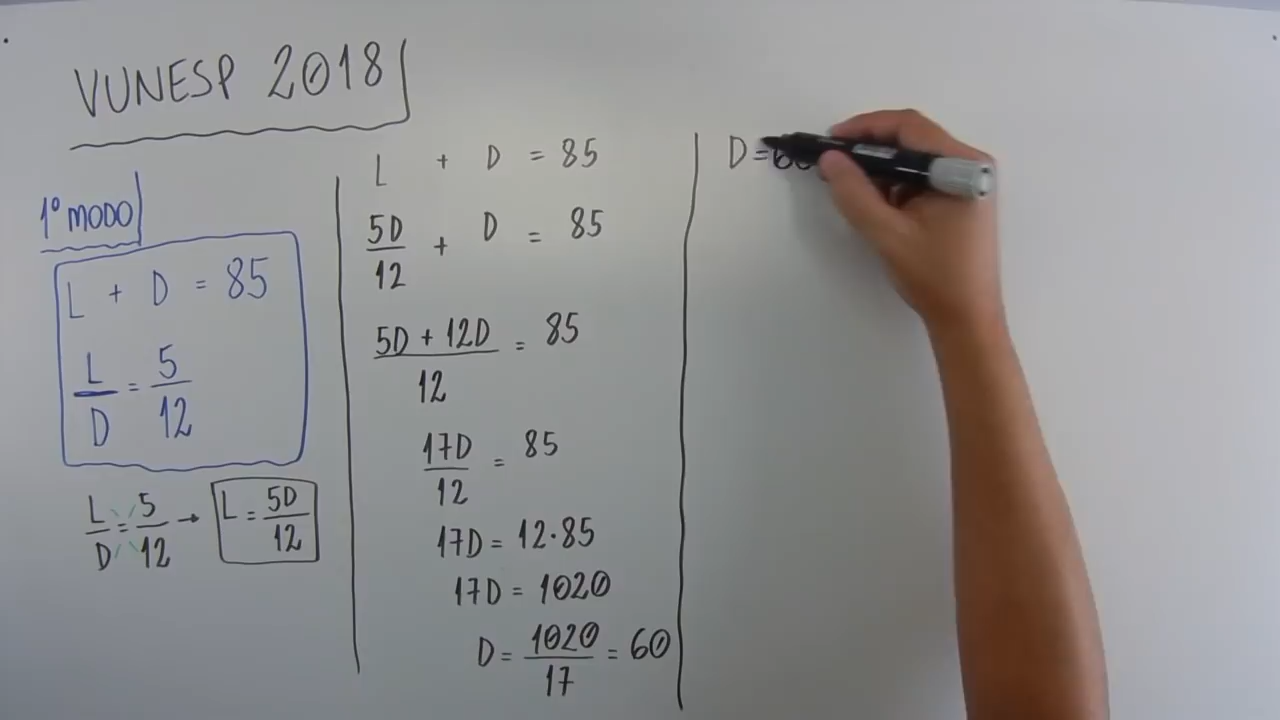 VUNESP 2018
1º MODO
L + D = 85
L/D = 5/12
L/D = 5/12 → L = 5D/12
L + D = 85
5D/12 + D = 85
5D + 12D/12 = 85
17D/12 = 85
17D = 12·85
17D = 1020
D = 1020/17 = 60
D = 60